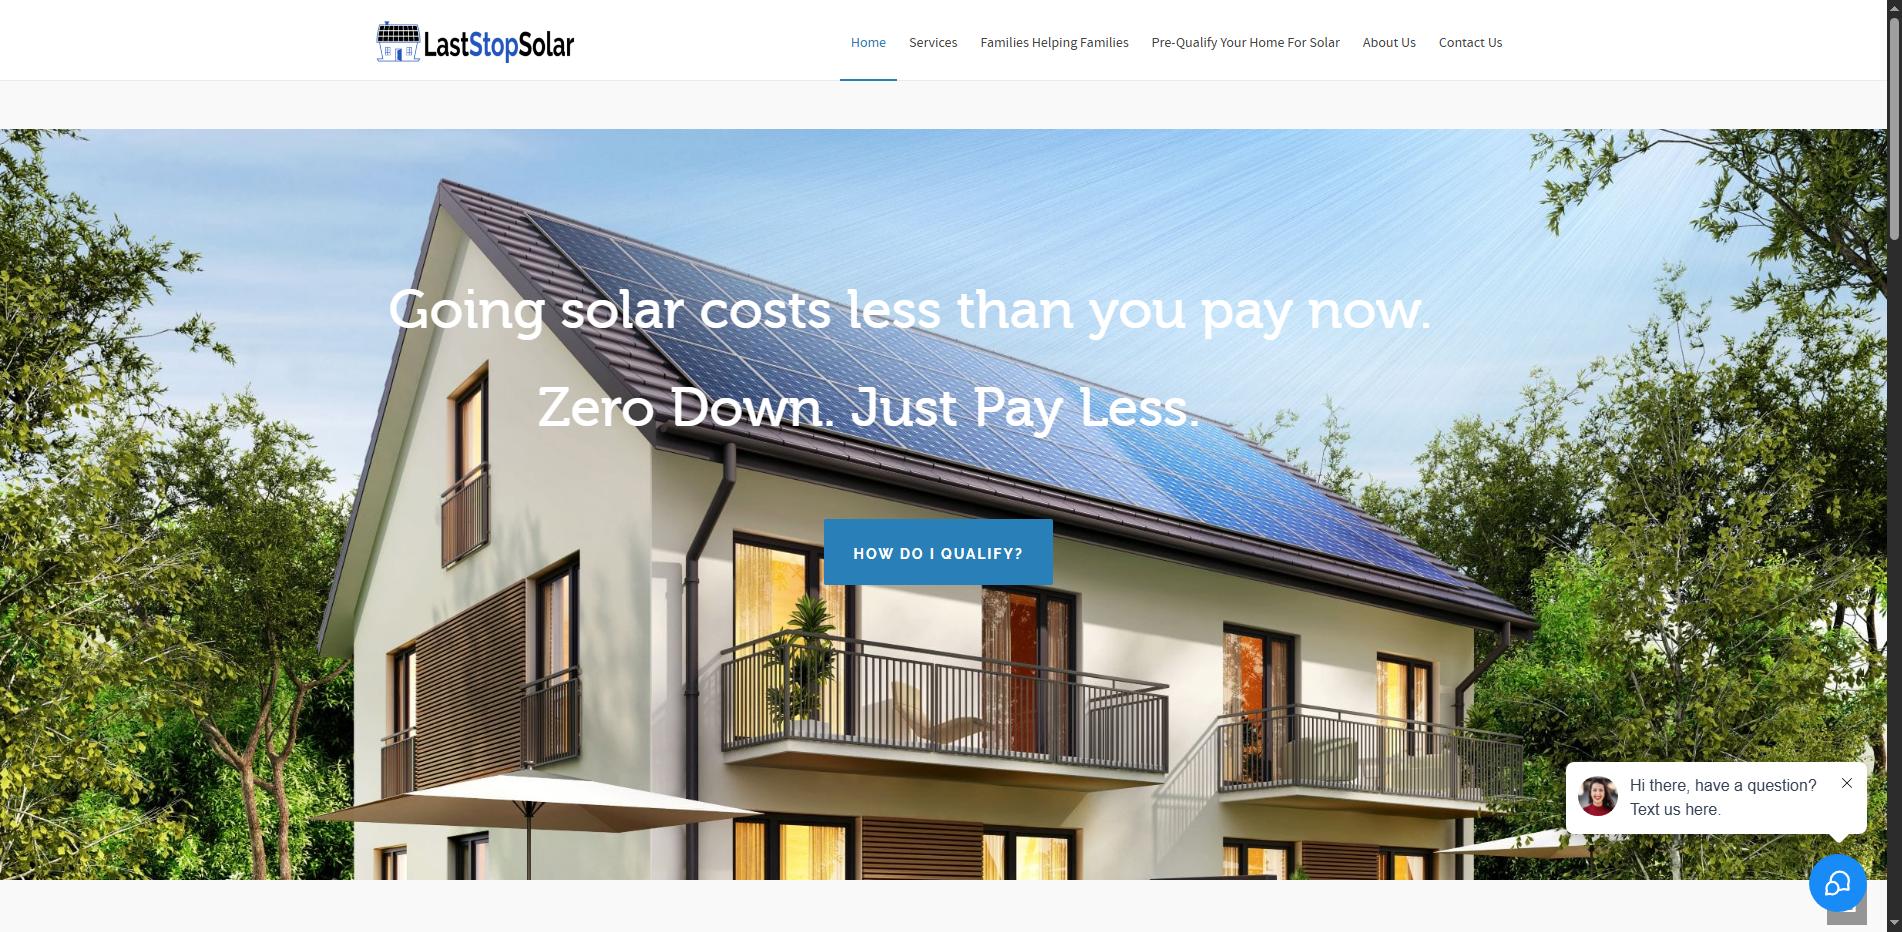 LastStopSolar
Home Services Families Helping Families Pre-Qualify Your Home For Solar About Us Contact Us
Going solar costs less than you pay now.
Zero Down. Just Pay Less.
HOW DO I QUALIFY?
Hi there, have a question?
Text us here.